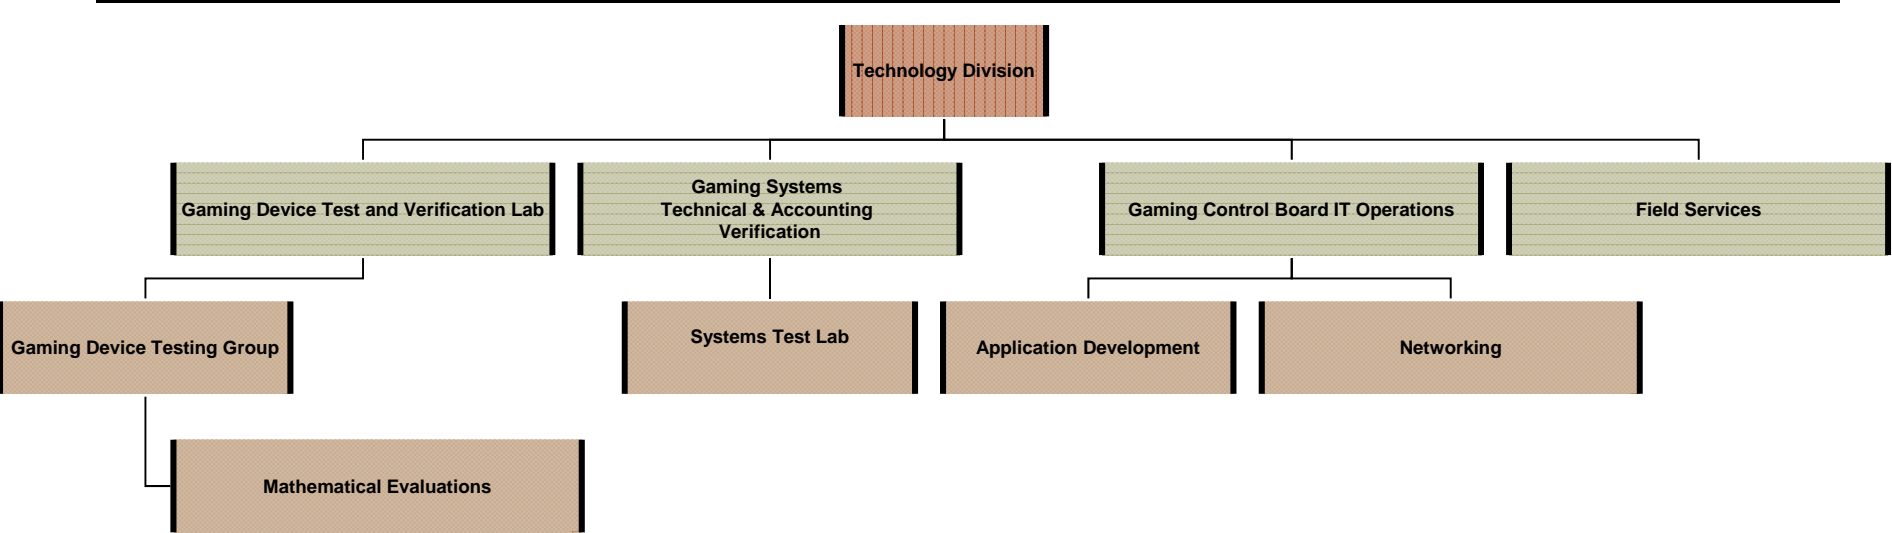 Technology Division
Gaming Device Test and Verification Lab
Gaming Systems
Technical & Accounting
Verification
Gaming Control Board IT Operations
Field Services
Gaming Device Testing Group
Systems Test Lab
Application Development
Networking
Mathematical Evaluations